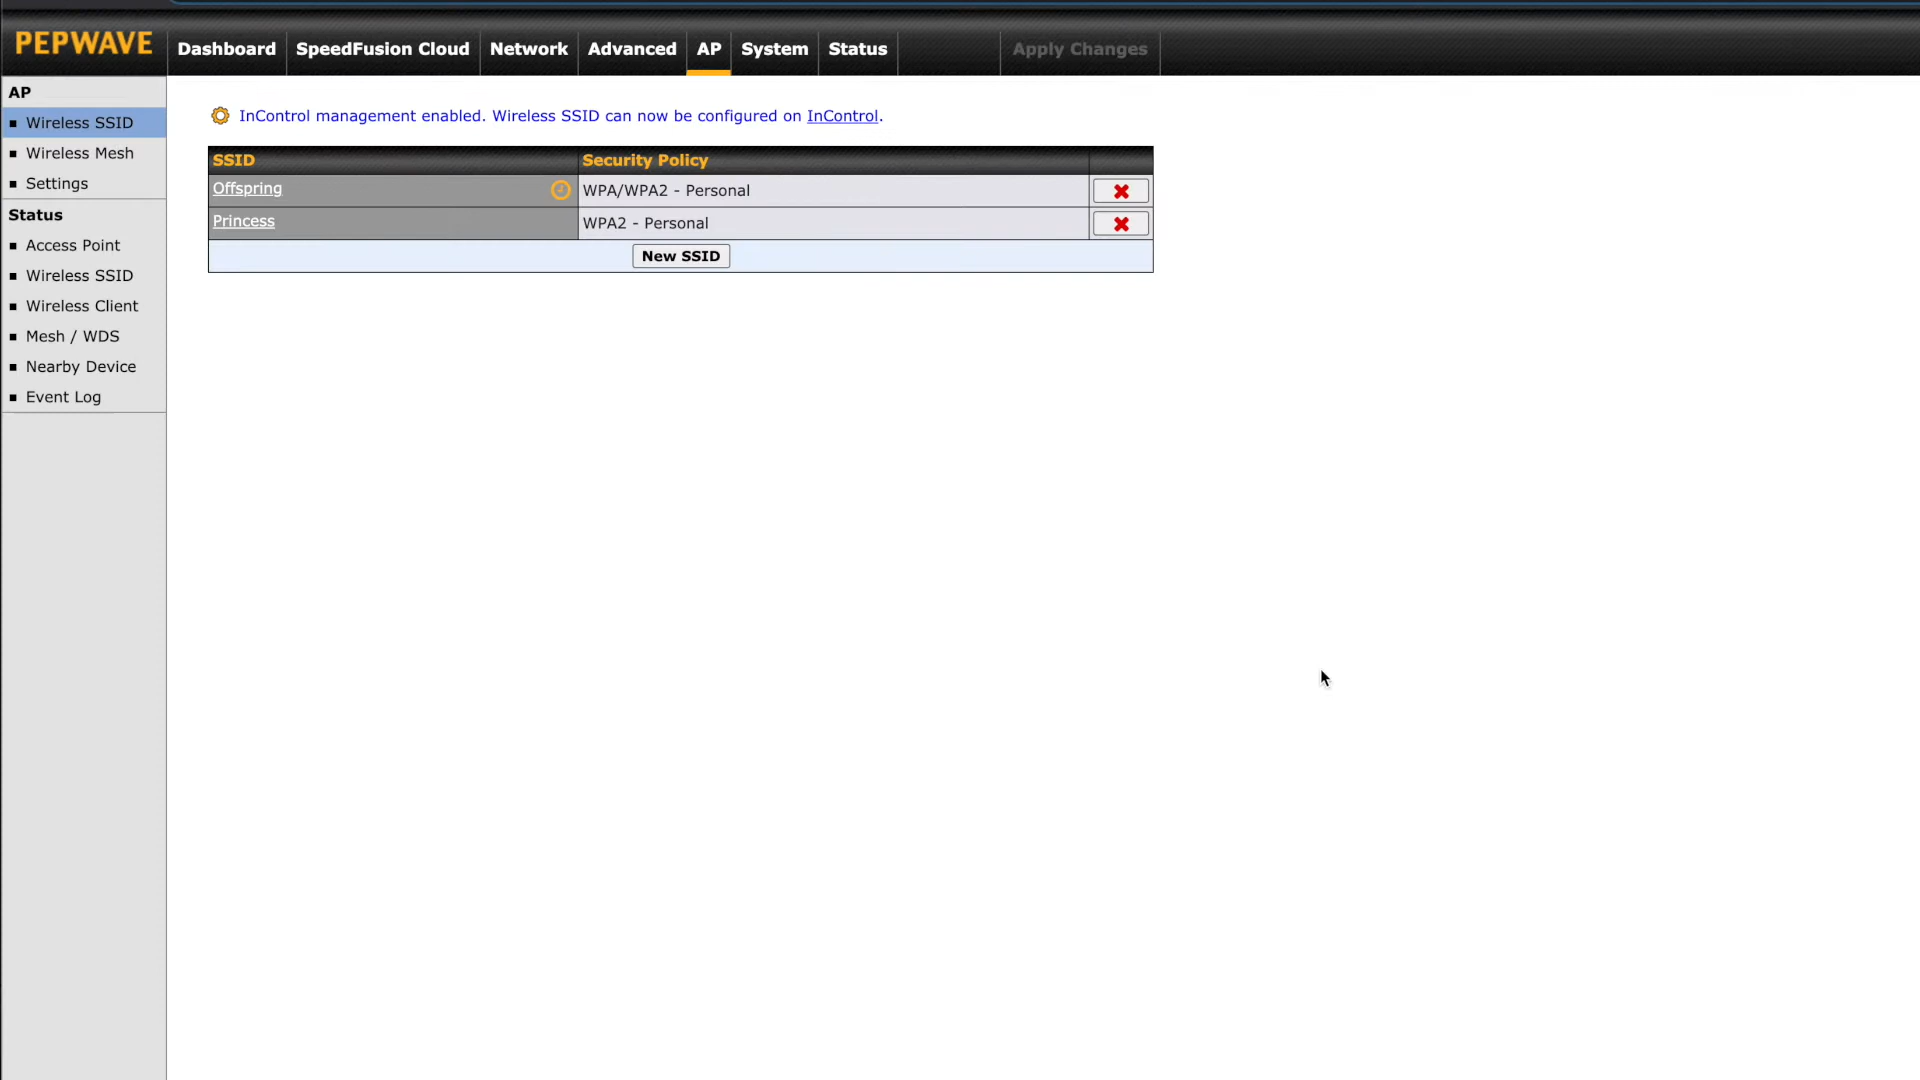 PEPWAVE
Dashboard SpeedFusion Cloud Network Advanced AP System Status Apply Changes
AP
Wireless SSID
Wireless Mesh
Settings
Status
Access Point
Wireless SSID
Wireless Client
Mesh / WDS
Nearby Device
Event Log
InControl management enabled. Wireless SSID can now be configured on InControl.
SSID Security Policy
Offspring WPA/WPA2 - Personal
Princess WPA2 - Personal
New SSID